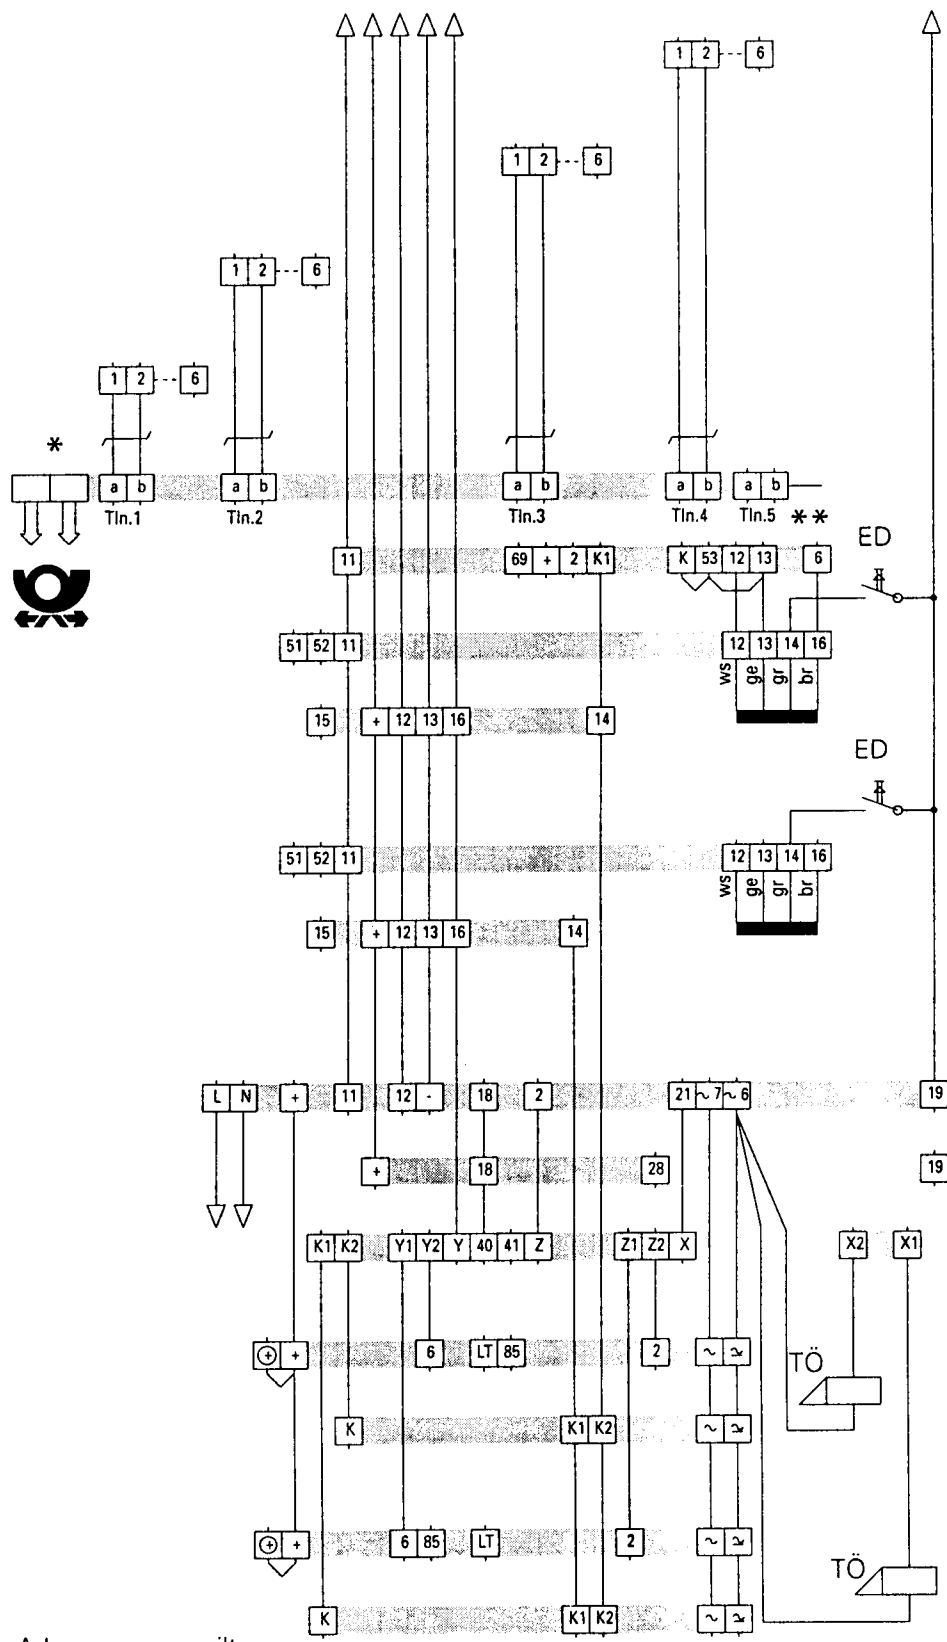 1 2 6
1 2 6
1 2 6
1 2 6
*
a b a b a b a b a b
Tln.1 Tln.2 Tln.3 Tln.4 Tln.5 **
ED
11 69 + 2 K1 K 53 12 13 6
51 52 11 12 13 14 16
ws ge gr br
15 + 12 13 16 14
ED
51 52 11 12 13 14 16
ws ge gr br
15 + 12 13 16 14
L N + 11 12 - 18 2 21 ~7 ~6 19
+ 18 28 19
K1 K2 Y1 Y2 Y 40 41 Z Z1 Z2 X X2 X1
+ + 6 LT 85 2 ~
TÖ
K K1 K2 ~
+ + 6 85 LT 2 ~
TÖ
K K1 K2 ~